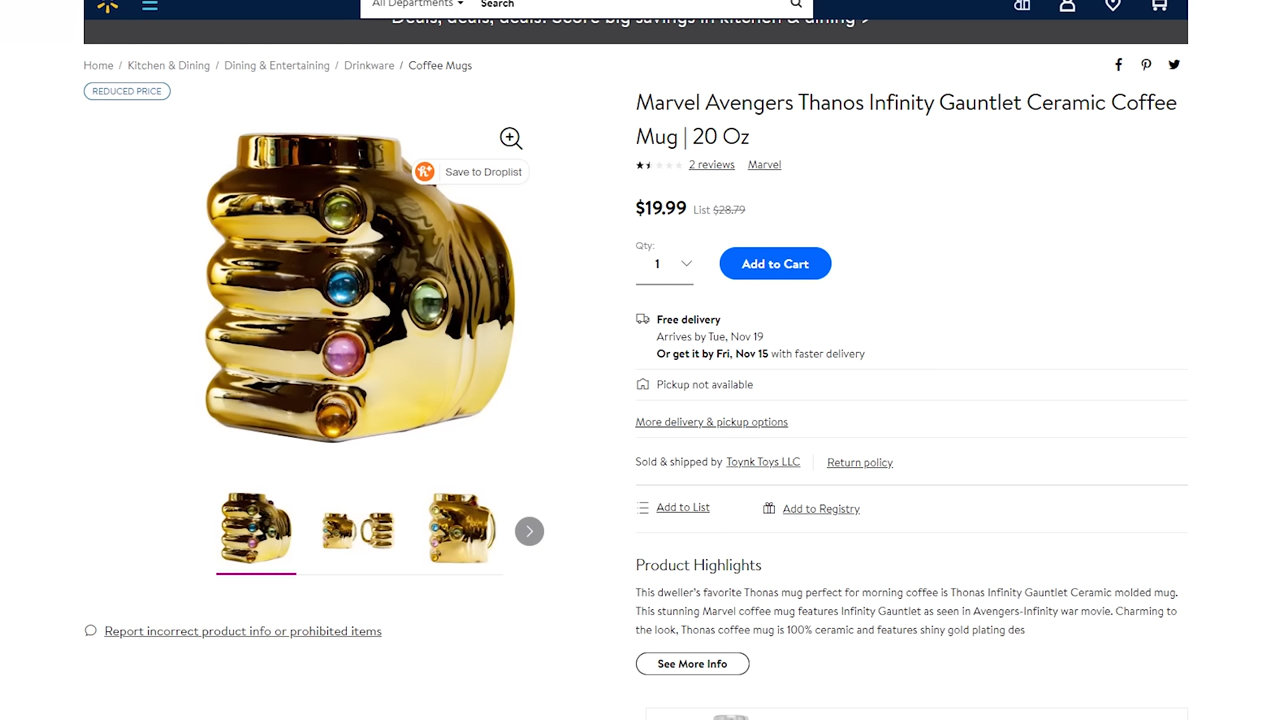 All Departments
Search
Deals, deals, deals! Score big savings in kitchen & dining >
Home / Kitchen & Dining / Dining & Entertaining / Drinkware / Coffee Mugs
REDUCED PRICE
Save to Droplist
Marvel Avengers Thanos Infinity Gauntlet Ceramic Coffee
Mug | 20 Oz
2 reviews Marvel
$19.99 List $28.79
Qty:
1
Add to Cart
Free delivery
Arrives by Tue, Nov 19
Or get it by Fri, Nov 15 with faster delivery
Pickup not available
More delivery & pickup options
Sold & shipped by Toynk Toys LLC Return policy
Add to List Add to Registry
Product Highlights
This dweller's favorite Thonas mug perfect for morning coffee is Thonas Infinity Gauntlet Ceramic molded mug.
This stunning Marvel coffee mug features Infinity Gauntlet as seen in Avengers-Infinity war movie. Charming to
the look, Thonas coffee mug is 100% ceramic and features shiny gold plating des
See More Info
Report incorrect product info or prohibited items